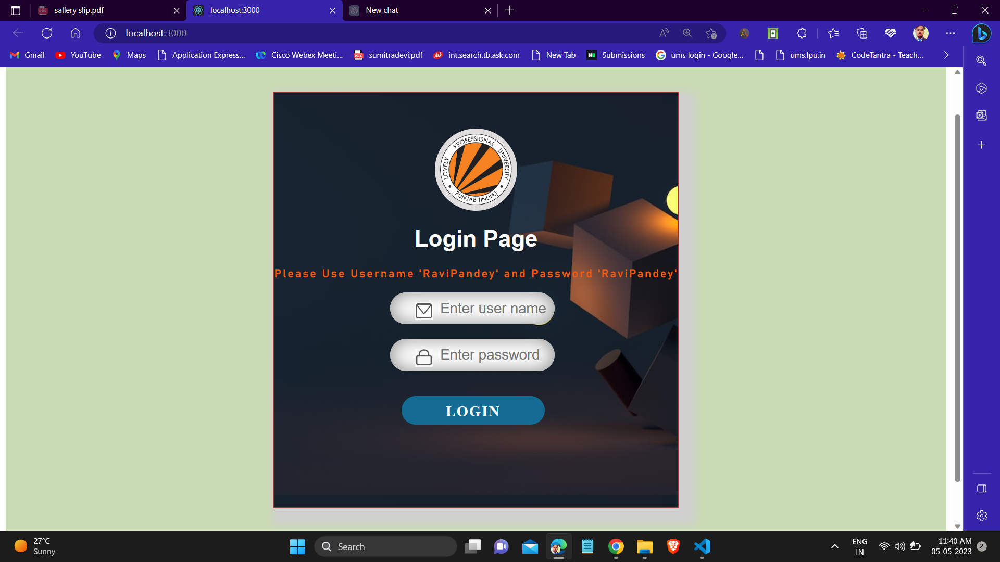 sallery slip.pdf
localhost:3000
New chat
localhost:3000
Gmail
YouTube
Maps
Application Express...
Cisco Webex Meeti...
PDF
sumitradevi.pdf
Ask
int.search.tb.ask.com
New Tab
Submissions
ums login - Google...
ums.lpu.in
CodeTantra - Teach...
LOVELY PROFESSIONAL UNIVERSITY
PUNJAB (INDIA)
Login Page
Please Use Username 'RaviPandey' and Password 'RaviPandey'
Enter user name
Enter password
LOGIN
27°C
Sunny
Search
ENG
IN
11:40 AM
05-05-2023
2